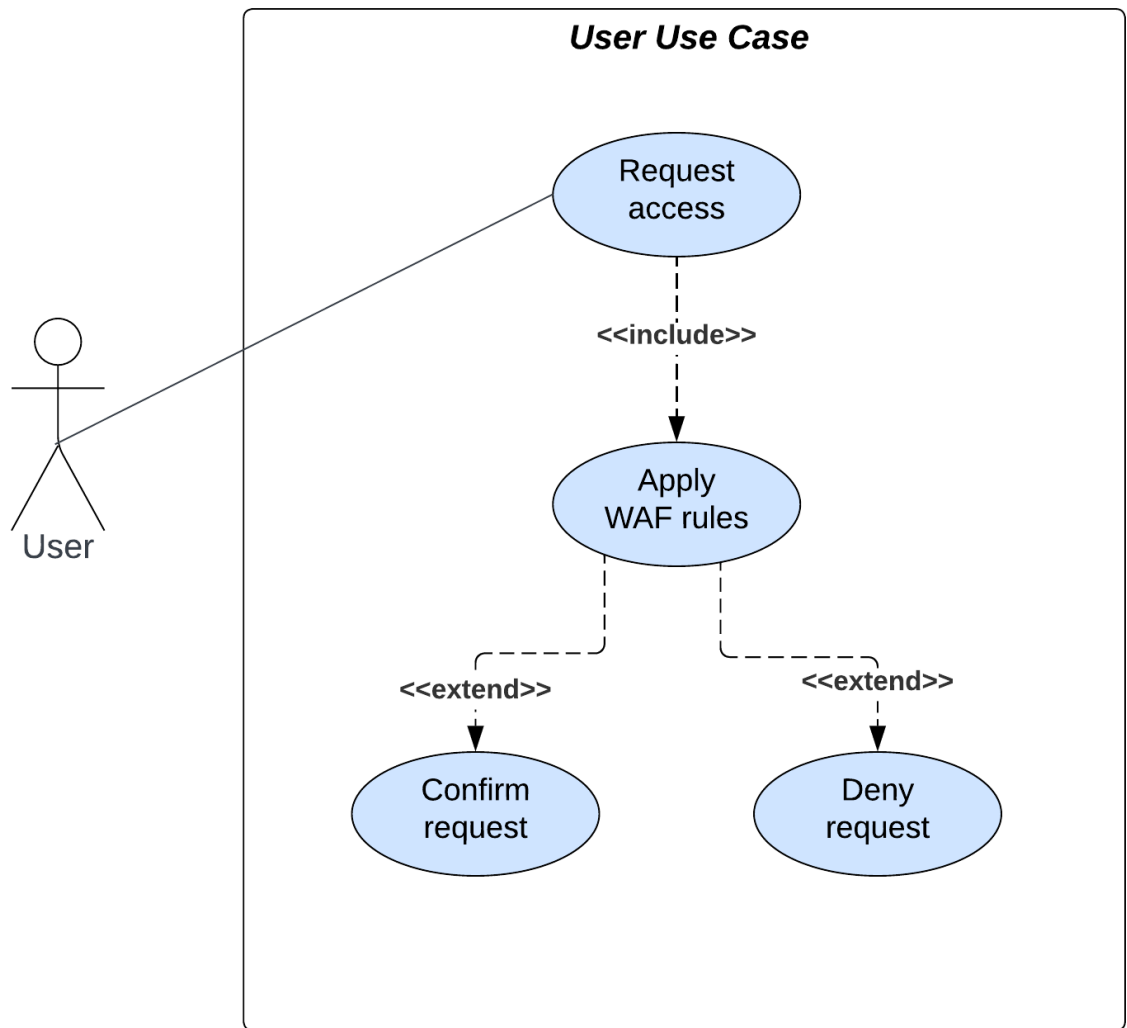 User Use Case
Request
access
<<include>>
Apply
WAF rules
User
<<extend>>
<<extend>>
Confirm
request
Deny
request